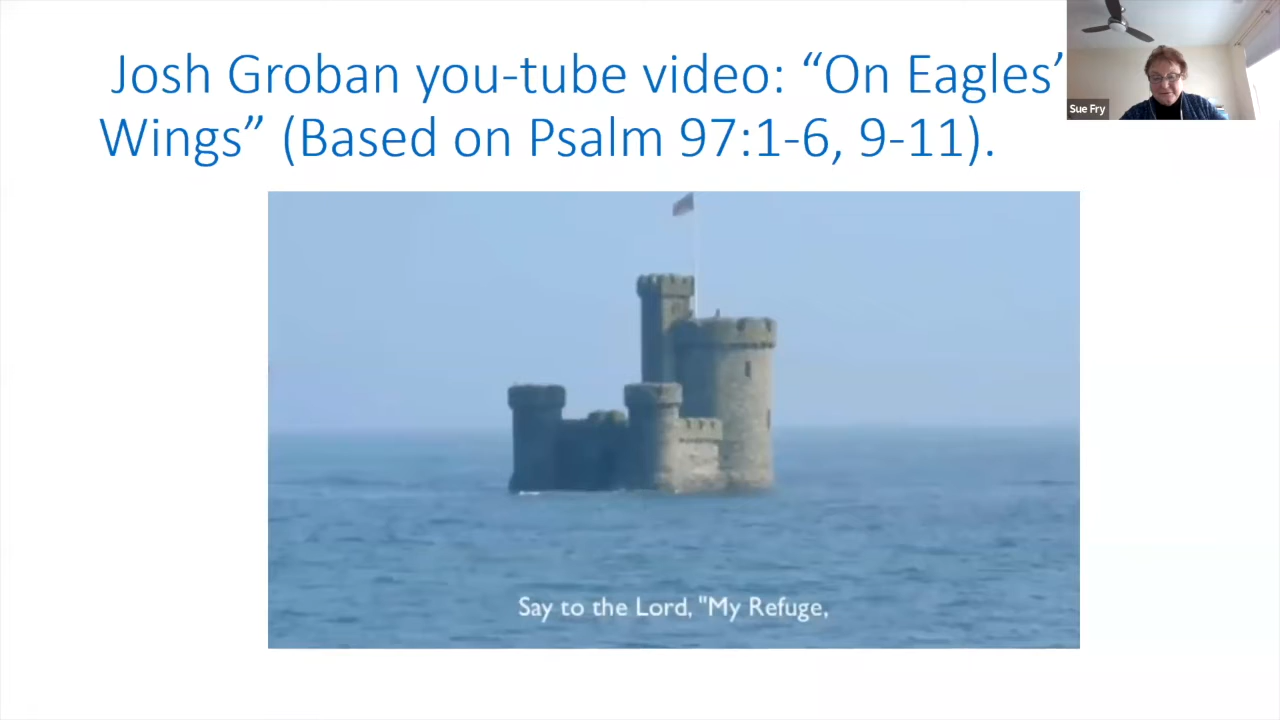 Josh Groban you-tube video: “On Eagles’
Wings” (Based on Psalm 97:1-6, 9-11).
Sue Fry
Say to the Lord, "My Refuge,